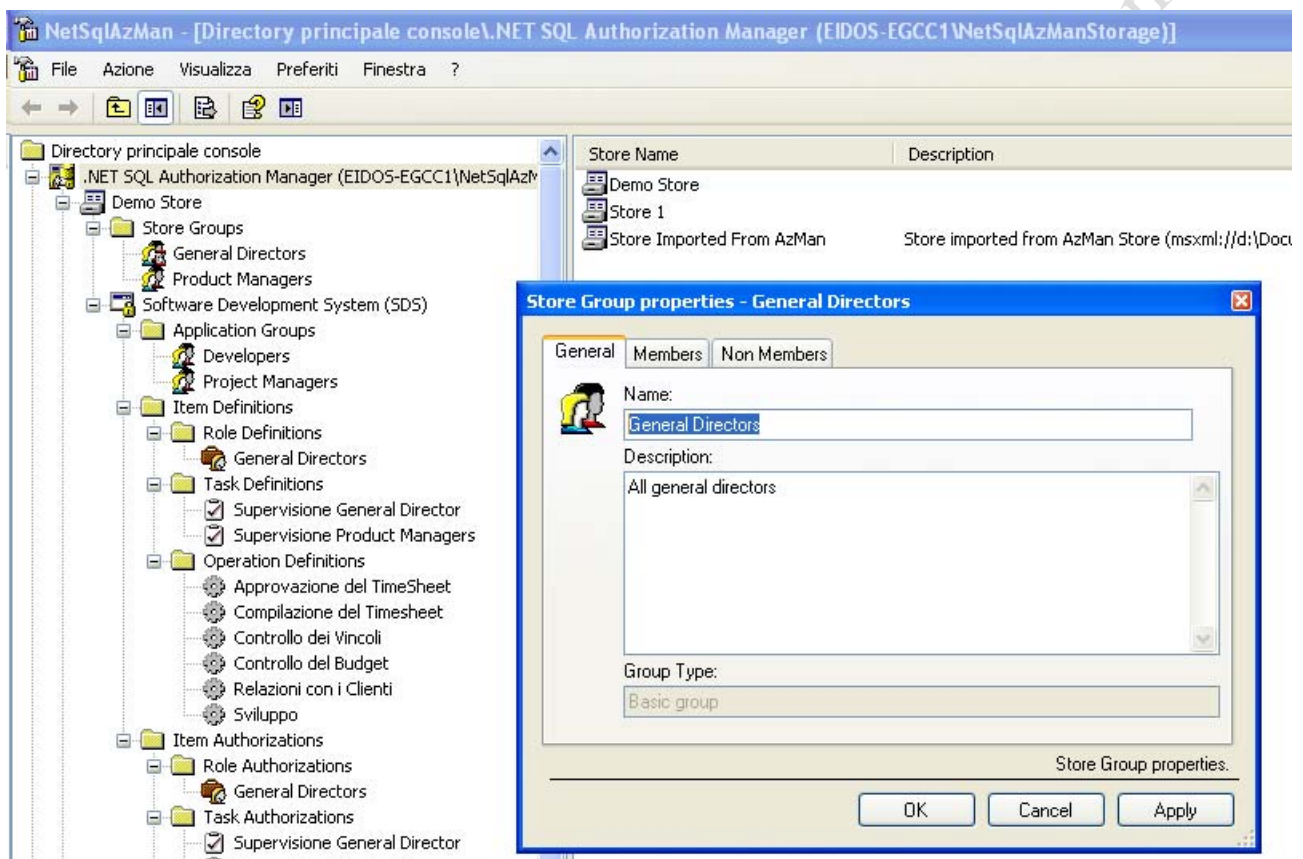 NetSqlAzMan - [Directory principale console\.NET SQL Authorization Manager (EIDOS-EGCC1\NetSqlAzManStorage)]
File Azione Visualizza Preferiti Finestra ?
Directory principale console
.NET SQL Authorization Manager (EIDOS-EGCC1\NetSqlAzM
Demo Store
Store Groups
General Directors
Product Managers
Software Development System (SDS)
Application Groups
Developers
Project Managers
Item Definitions
Role Definitions
General Directors
Task Definitions
Supervisione General Director
Supervisione Product Managers
Operation Definitions
Approvazione del TimeSheet
Compilazione del Timesheet
Controllo dei Vincoli
Controllo del Budget
Relazioni con i Clienti
Sviluppo
Item Authorizations
Role Authorizations
General Directors
Task Authorizations
Supervisione General Director
Store Name Description
Demo Store
Store 1
Store Imported From AzMan Store imported from AzMan Store (msxml://d:\Docu
Store Group properties - General Directors
General Members Non Members
Name:
General Directors
Description:
All general directors
Group Type:
Basic group
Store Group properties.
OK Cancel Apply